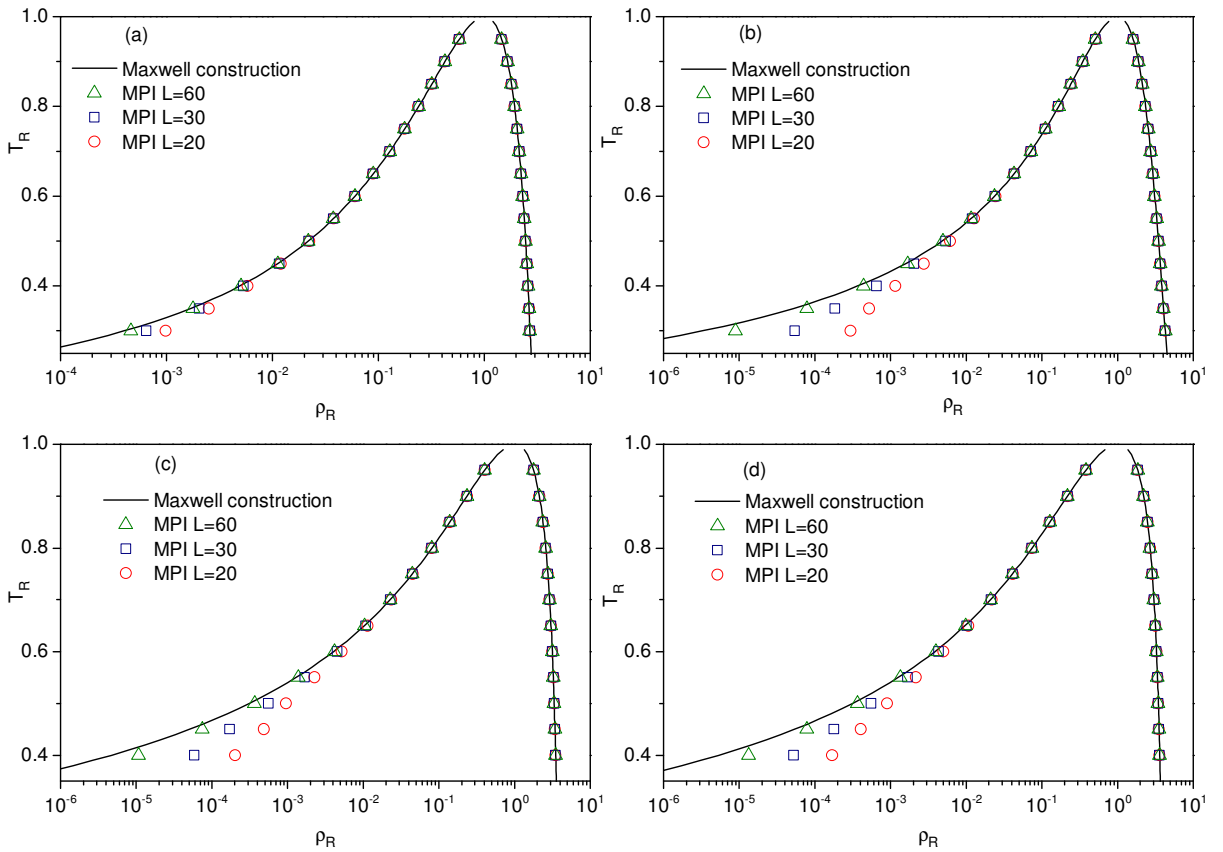 (a)
Maxwell construction
MPI L=60
MPI L=30
MPI L=20
1.0
0.8
0.6
0.4
T_R
10^-4
10^-3
10^-2
10^-1
10^0
10^1
ρ_R
(b)
Maxwell construction
MPI L=60
MPI L=30
MPI L=20
1.0
0.8
0.6
0.4
T_R
10^-6
10^-5
10^-4
10^-3
10^-2
10^-1
10^0
10^1
ρ_R
(c)
Maxwell construction
MPI L=60
MPI L=30
MPI L=20
1.0
0.8
0.6
0.4
T_R
10^-6
10^-5
10^-4
10^-3
10^-2
10^-1
10^0
10^1
ρ_R
(d)
Maxwell construction
MPI L=60
MPI L=30
MPI L=20
1.0
0.8
0.6
0.4
T_R
10^-6
10^-5
10^-4
10^-3
10^-2
10^-1
10^0
10^1
ρ_R